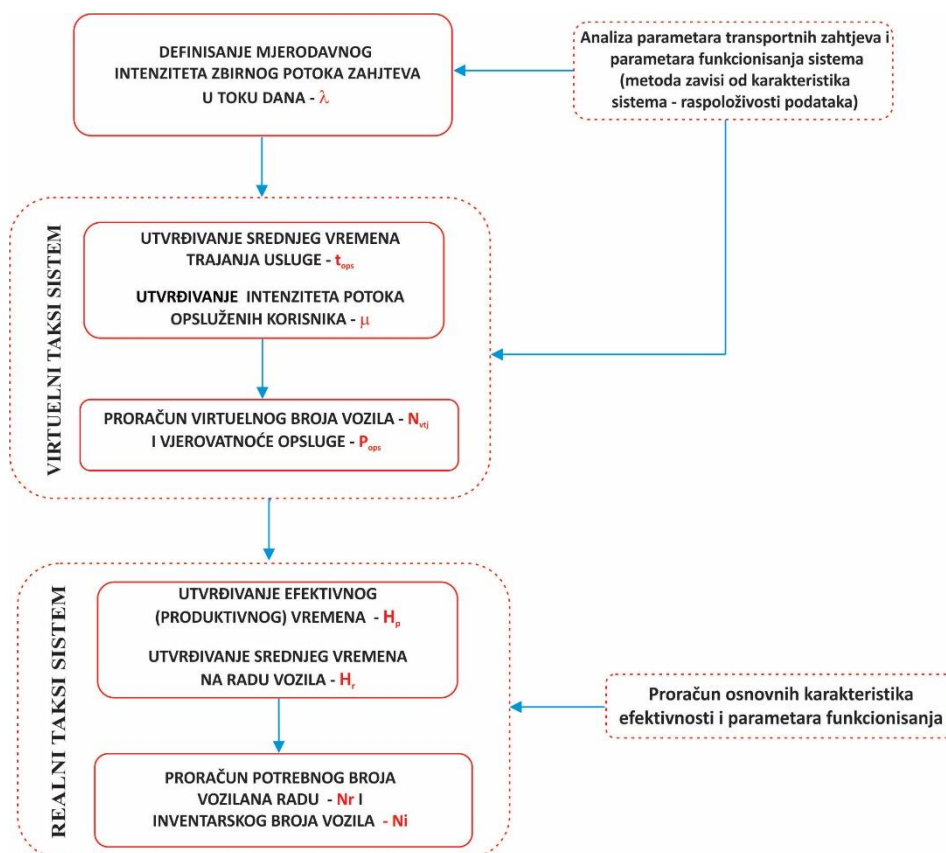 DEFINISANJE MJERODAVNOG
INTENZITETA ZBIRNOG POTOKA ZAHJTEVA
U TOKU DANA - λ
Analiza parametara transportnih zahtjeva i
parametara funkcionisanja sistema
(metoda zavisi od karakteristika
sistema - raspoloživosti podataka)
VIRTUELNI TAKSI SISTEM
UTVRĐIVANJE SREDNJEG VREMENA
TRAJANJA USLUGE - tops
UTVRĐIVANJE INTENZITETA POTOKA
OPSLUŽENIH KORISNIKA - μ
PRORAČUN VIRTUELNOG BROJA VOZILA - Nvtj
I VJEROVATNOĆE OPSLUGE - Pops
REALNI TAKSI SISTEM
UTVRĐIVANJE EFEKTIVNOG
(PRODUKTIVNOG) VREMENA - Hp
UTVRĐIVANJE SREDNJEG VREMENA
NA RADU VOZILA - Hr
Proračun osnovnih karakteristika
efektivnosti i parametara funkcionisanja
PRORAČUN POTREBNOG BROJA
VOZILANA RADU - Nr I
INVENTARSKOG BROJA VOZILA - Ni